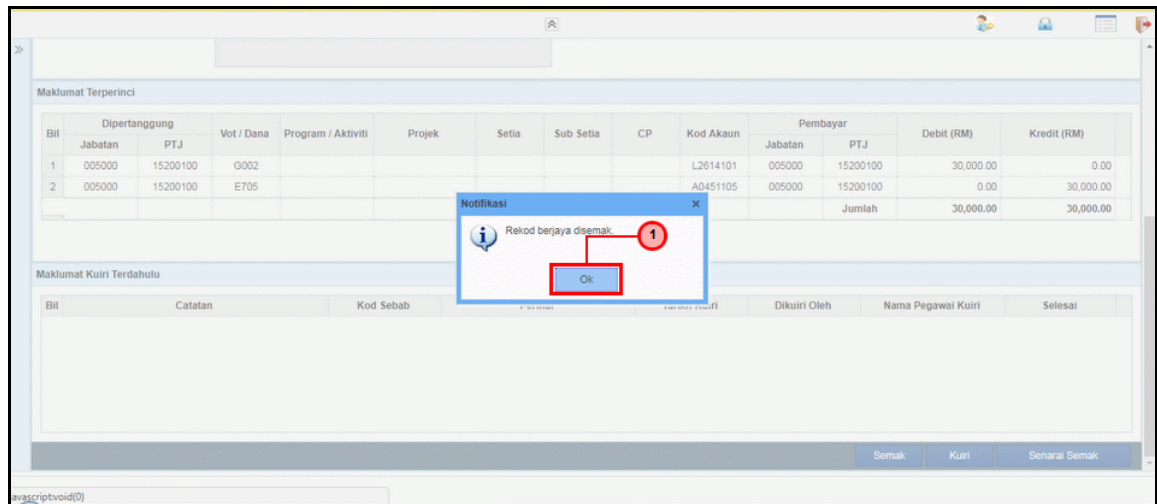 Maklumat Terperinci
Bil Dipertanggung Vot / Dana Program / Aktiviti Projek Setia Sub Setia CP Kod Akaun Pembayar Debit (RM) Kredit (RM)
Jabatan PTJ Jabatan PTJ
1 005000 15200100 G002 L2614101 005000 15200100 30,000.00 0.00
2 005000 15200100 E705 A0451105 005000 15200100 0.00 30,000.00
Jumlah 30,000.00 30,000.00
Notifikasi x
Rekod berjaya disemak.
1
Ok
Maklumat Kuiri Terdahulu
Bil Catatan Kod Sebab Dikuiri Oleh Nama Pegawai Kuiri Selesai
Semak Kuiri Senarai Semak
avascript:void(0)